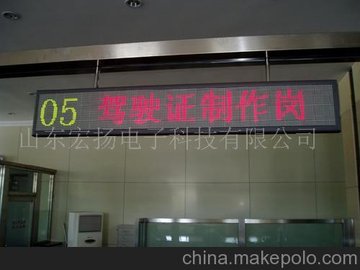 05 驾驶证制作岗
山东宏扬电子科技有限公司
china.makepolo.com